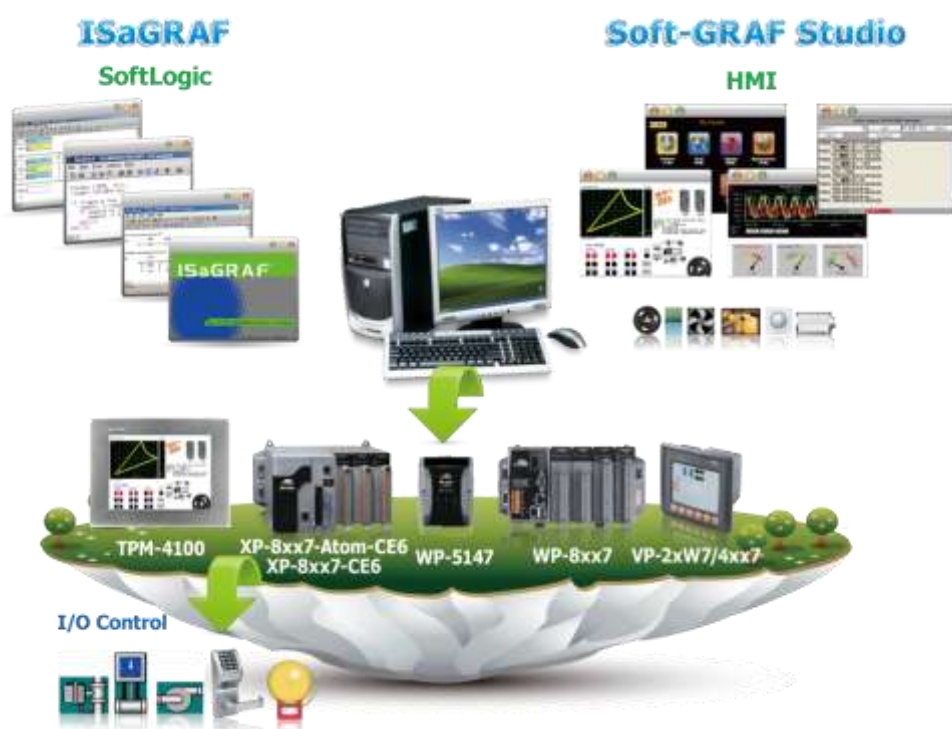 ISaGRAF
Soft-GRAF Studio
SoftLogic
HMI
ISaGRAF
TPM-4100
XP-8xx7-Atom-CE6
XP-8xx7-CE6
WP-5147
WP-8xx7
VP-2xW7/4xx7
I/O Control